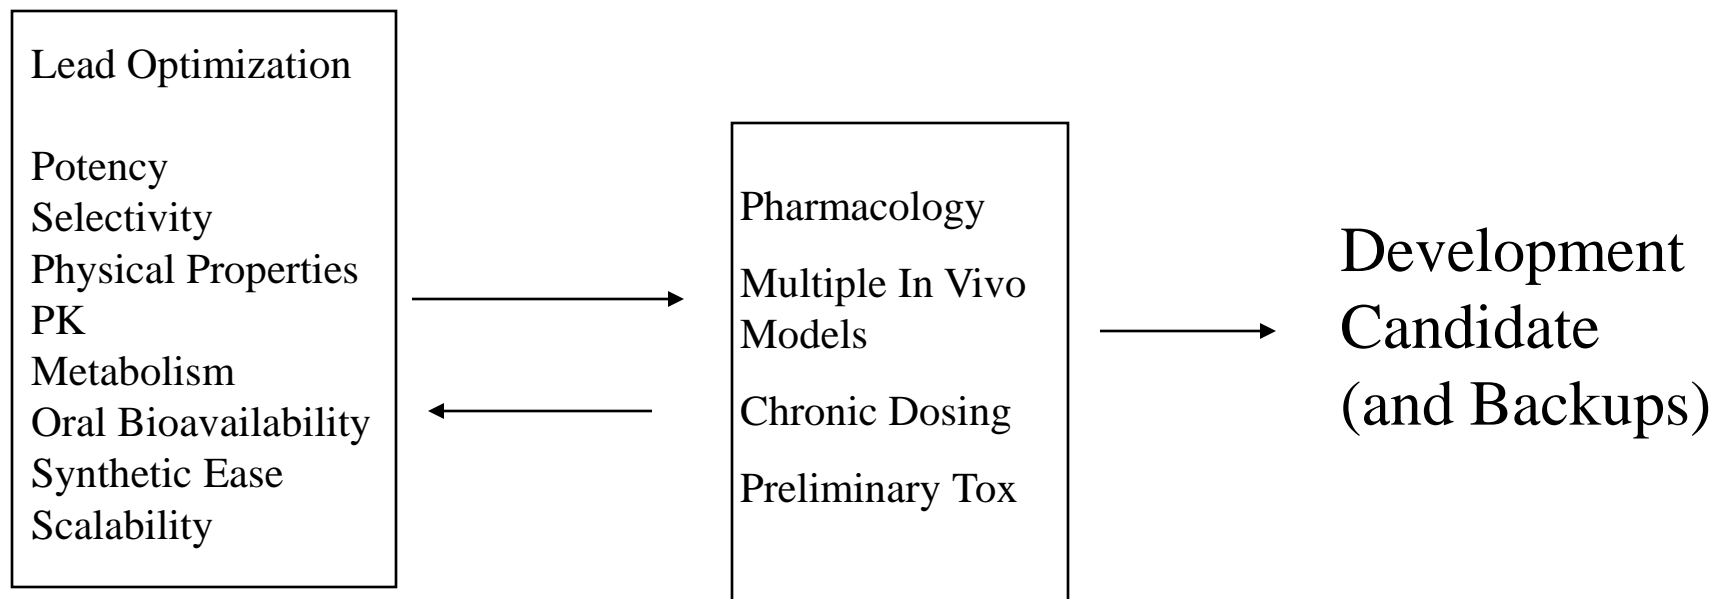 Lead Optimization
Potency
Selectivity
Physical Properties
PK
Metabolism
Oral Bioavailability
Synthetic Ease
Scalability
Pharmacology
Multiple In Vivo
Models
Chronic Dosing
Preliminary Tox
Development
Candidate
(and Backups)